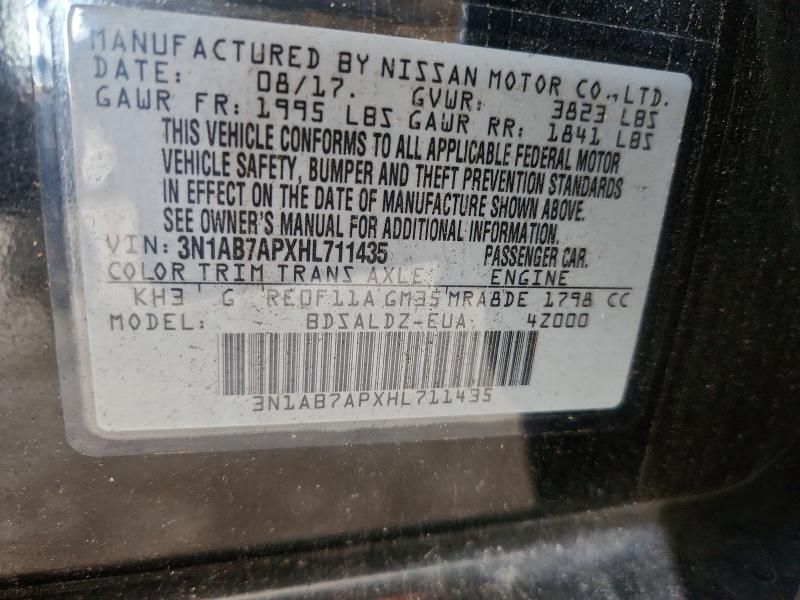 MANUFACTURED BY NISSAN MOTOR CO., LTD.
DATE: 08/17. GVWR: 3823 LBS
GAWR FR: 1995 LBS GAWR RR: 1841 LBS
THIS VEHICLE CONFORMS TO ALL APPLICABLE FEDERAL MOTOR
VEHICLE SAFETY, BUMPER AND THEFT PREVENTION STANDARDS
IN EFFECT ON THE DATE OF MANUFACTURE SHOWN ABOVE.
SEE OWNER'S MANUAL FOR ADDITIONAL INFORMATION.
VIN: 3N1AB7APXHL711435 PASSENGER CAR.
COLOR TRIM TRANS AXLE ENGINE
KH3 G RE0F11A GM35 MRA8DE 1798 CC
MODEL: BDSALDZ-EUA 4Z000
3N1AB7APXHL711435